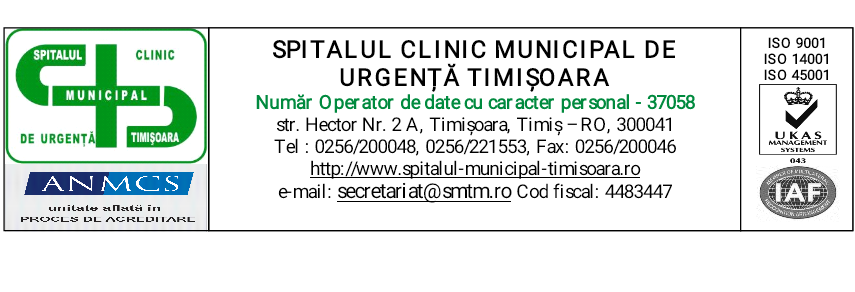 SPITALUL CLINIC
MUNICIPAL
DE URGENȚĂ TIMIȘOARA
ANMCS
unitate aflată în
PROCES DE ACREDITARE
SPITALUL CLINIC MUNICIPAL DE
URGENȚĂ TIMIȘOARA
Număr Operator de date cu caracter personal - 37058
str. Hector Nr. 2 A, Timișoara, Timiș – RO, 300041
Tel : 0256/200048, 0256/221553, Fax: 0256/200046
http://www.spitalul-municipal-timisoara.ro
e-mail: secretariat@smtm.ro Cod fiscal: 4483447
ISO 9001
ISO 14001
ISO 45001
UKAS
MANAGEMENT
SYSTEMS
043
IAF